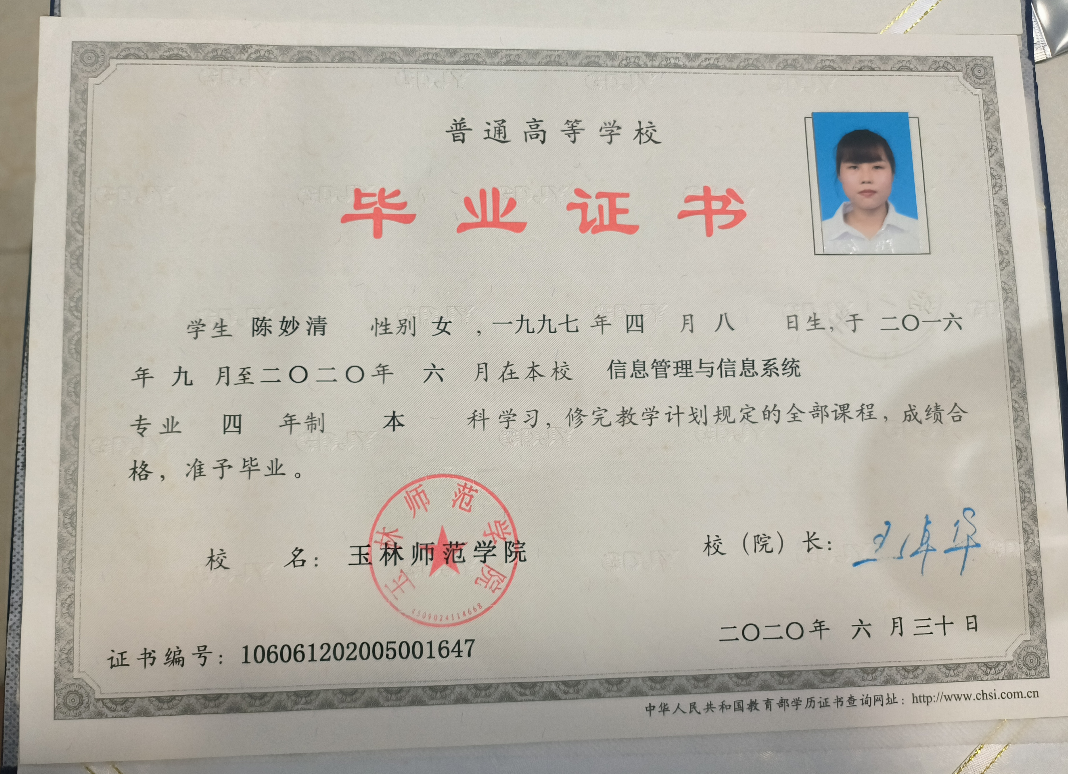 普通高等学校
毕业证书
学生 陈妙清 性别 女 ,一九九七 年 四 月 八 日生, 于 二〇一六
年 九 月至二〇二〇年 六 月在本校 信息管理与信息系统
专业 四 年制 本 科学习, 修完教学计划规定的全部课程, 成绩合
格, 准予毕业。
校 名: 玉林师范学院
玉林师范学院
校 (院) 长: 王卓华
二〇二〇年 六 月三十日
证书编号: 106061202005001647
中华人民共和国教育部学历证书查询网址: http://www.chsi.com.cn